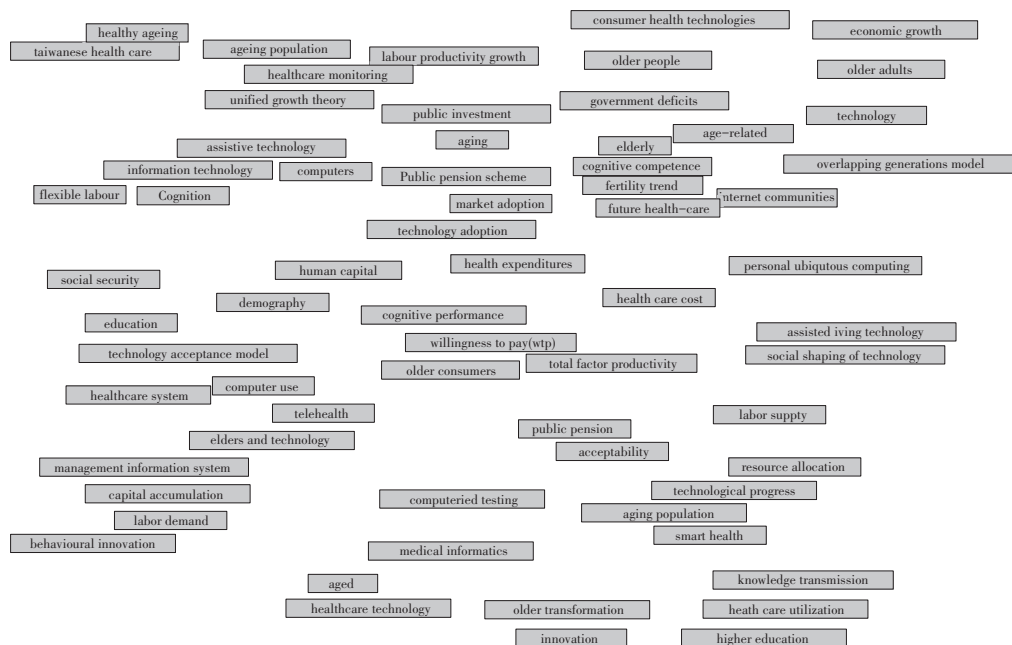 consumer health technologies
economic growth
healthy ageing
taiwanese health care
ageing population
labour productivity growth
older people
older adults
healthcare monitoring
unified growth theory
government deficits
public investment
technology
age-related
aging
elderly
assistive technology
overlapping generations model
cognitive competence
information technology
computers
Public pension scheme
fertility trend
flexible labour
Cognition
internet communities
market adoption
future health-care
technology adoption
health expenditures
personal ubiqutous computing
human capital
social security
health care cost
demography
cognitive performance
education
assisted iving technology
willingness to pay(wtp)
technology acceptance model
social shaping of technology
total factor productivity
older consumers
computer use
healthcare system
telehealth
labor suppty
public pension
elders and technology
acceptability
management information system
resource allocation
technological progress
capital accumulation
computeried testing
aging population
labor demand
smart health
behavioural innovation
medical informatics
knowledge transmission
aged
healthcare technology
older transformation
heath care utilization
innovation
higher education